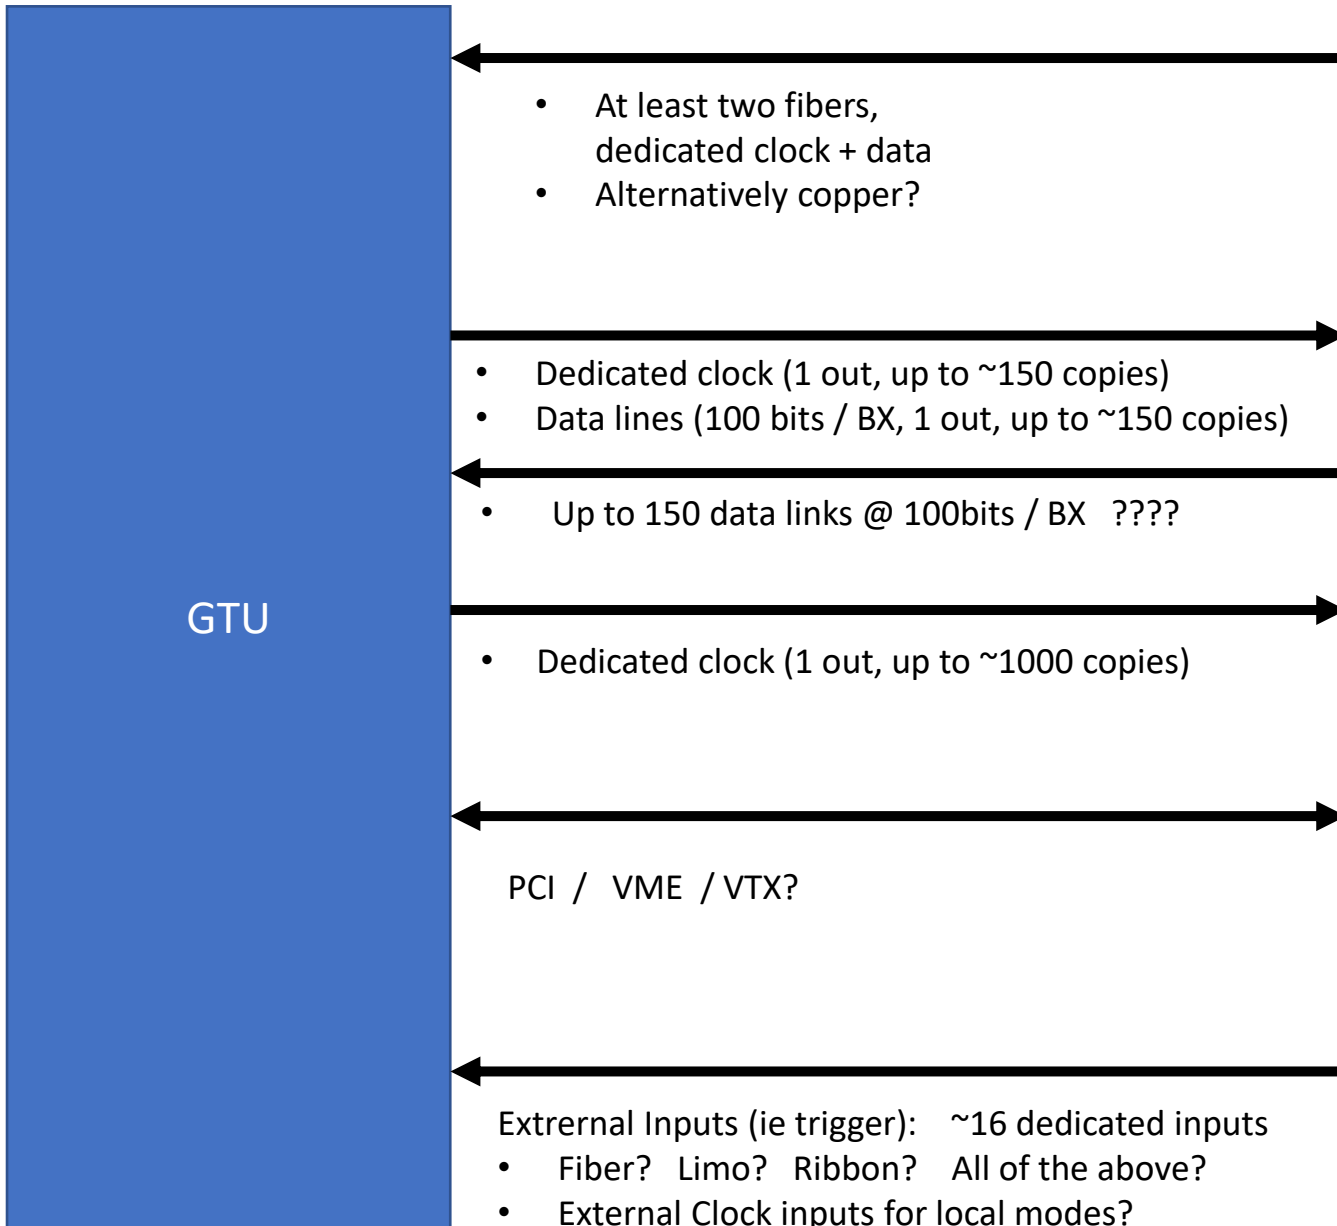 • At least two fibers,
dedicated clock + data
• Alternatively copper?
• Dedicated clock (1 out, up to ~150 copies)
• Data lines (100 bits / BX, 1 out, up to ~150 copies)
• Up to 150 data links @ 100bits / BX ????
GTU
• Dedicated clock (1 out, up to ~1000 copies)
PCI / VME / VTX?
Extrernal Inputs (ie trigger): ~16 dedicated inputs
• Fiber? Limo? Ribbon? All of the above?
• External Clock inputs for local modes?